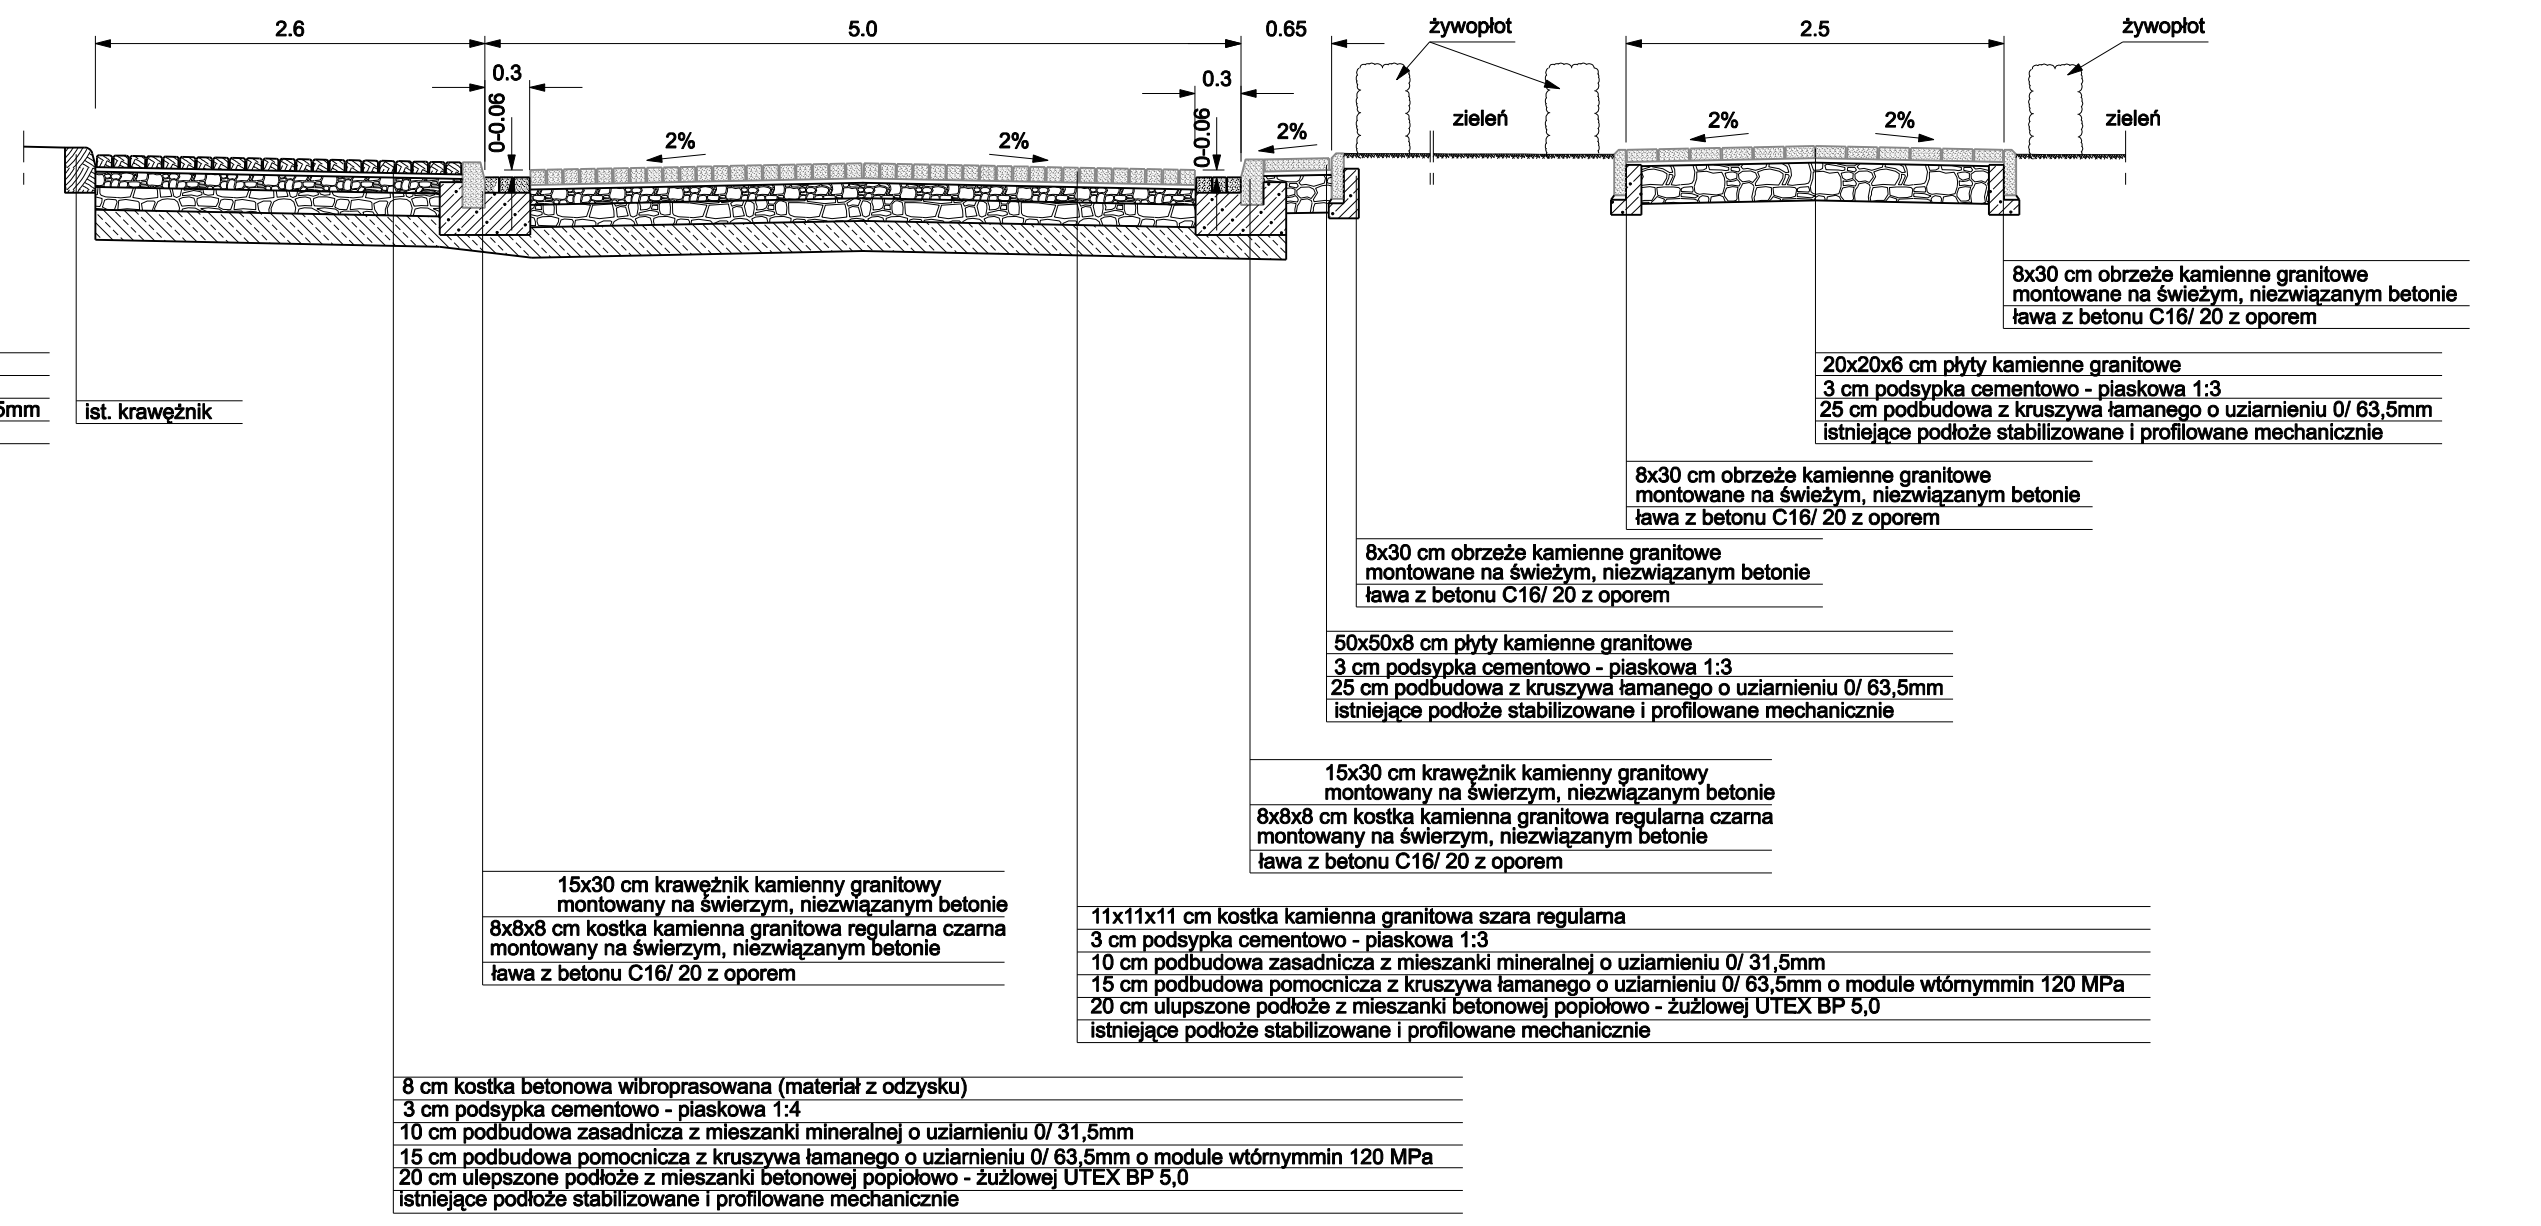 2.6
5.0
0.65
żywopłot
2.5
żywopłot
0.3
0.3
0-0.06
0-0.06
2%
2%
2%
zieleń
2%
2%
zieleń
8x30 cm obrzeże kamienne granitowe
montowane na świeżym, niezwiązanym betonie
ława z betonu C16/ 20 z oporem
20x20x6 cm płyty kamienne granitowe
3 cm podsypka cementowo - piaskowa 1:3
25 cm podbudowa z kruszywa łamanego o uziarnieniu 0/ 63,5mm
istniejące podłoże stabilizowane i profilowane mechanicznie
5mm
ist. krawężnik
8x30 cm obrzeże kamienne granitowe
montowane na świeżym, niezwiązanym betonie
ława z betonu C16/ 20 z oporem
8x30 cm obrzeże kamienne granitowe
montowane na świeżym, niezwiązanym betonie
ława z betonu C16/ 20 z oporem
50x50x8 cm płyty kamienne granitowe
3 cm podsypka cementowo - piaskowa 1:3
25 cm podbudowa z kruszywa łamanego o uziarnieniu 0/ 63,5mm
istniejące podłoże stabilizowane i profilowane mechanicznie
15x30 cm krawężnik kamienny granitowy
montowany na świerzym, niezwiązanym betonie
8x8x8 cm kostka kamienna granitowa regularna czarna
montowany na świerzym, niezwiązanym betonie
ława z betonu C16/ 20 z oporem
15x30 cm krawężnik kamienny granitowy
montowany na świerzym, niezwiązanym betonie
8x8x8 cm kostka kamienna granitowa regularna czarna
montowany na świerzym, niezwiązanym betonie
ława z betonu C16/ 20 z oporem
11x11x11 cm kostka kamienna granitowa szara regularna
3 cm podsypka cementowo - piaskowa 1:3
10 cm podbudowa zasadnicza z mieszanki mineralnej o uziarnieniu 0/ 31,5mm
15 cm podbudowa pomocnicza z kruszywa łamanego o uziarnieniu 0/ 63,5mm o module wtórnymmin 120 MPa
20 cm ulupszone podłoże z mieszanki betonowej popiołowo - żużlowej UTEX BP 5,0
istniejące podłoże stabilizowane i profilowane mechanicznie
8 cm kostka betonowa wibroprasowana (materiał z odzysku)
3 cm podsypka cementowo - piaskowa 1:4
10 cm podbudowa zasadnicza z mieszanki mineralnej o uziarnieniu 0/ 31,5mm
15 cm podbudowa pomocnicza z kruszywa łamanego o uziarnieniu 0/ 63,5mm o module wtórnymmin 120 MPa
20 cm ulepszone podłoże z mieszanki betonowej popiołowo - żużlowej UTEX BP 5,0
istniejące podłoże stabilizowane i profilowane mechanicznie